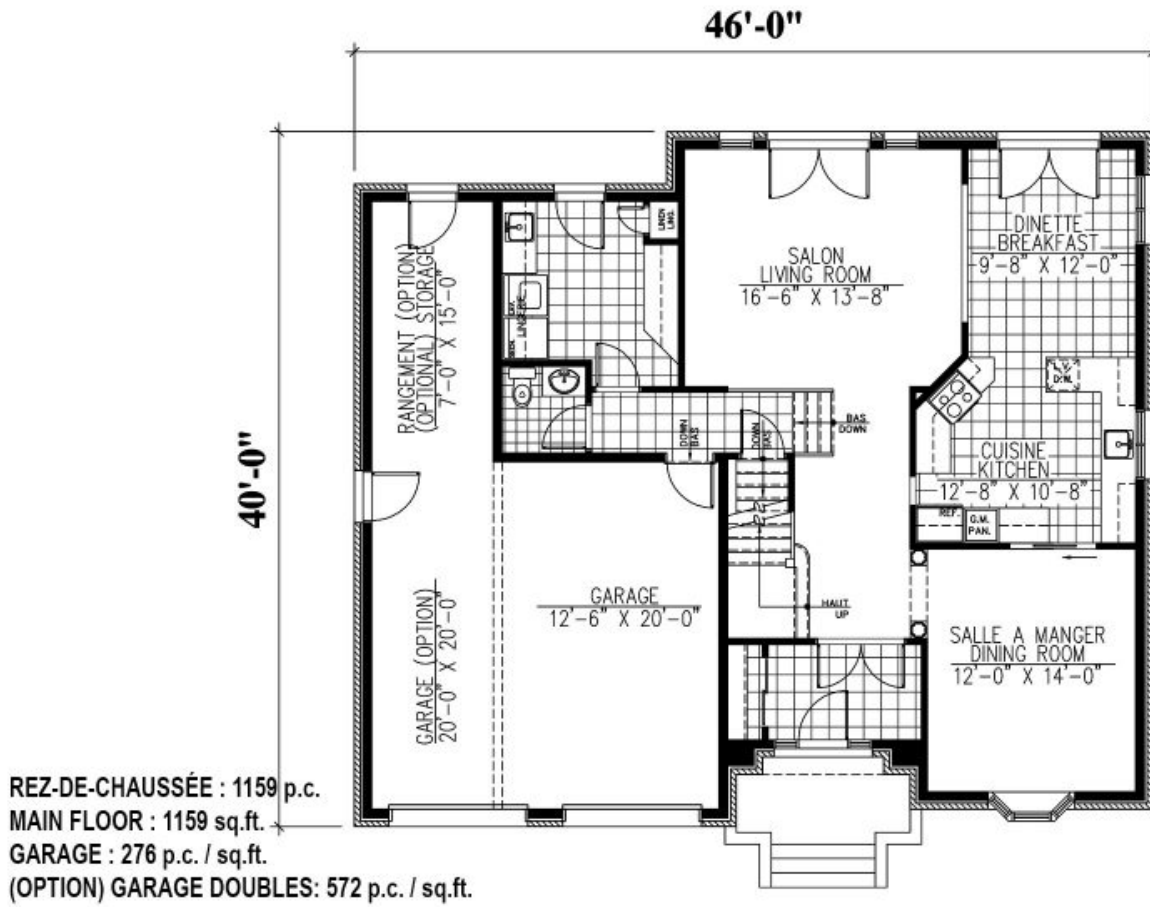 46'-0"
40'-0"
RANGEMENT (OPTION)
(OPTIONAL) STORAGE
7'-0" X 15'-0"
LINEN
LING.
LINGERIE
SALON
LIVING ROOM
16'-6" X 13'-8"
DINETTE
BREAKFAST
9'-8" X 12'-0"
D.W.
BAS
DOWN
DOWN
BAS
DOWN
BAS
CUISINE
KITCHEN
12'-8" X 10'-8"
REF.
G.M.
PAN.
GARAGE (OPTION)
20'-0" X 20'-0"
GARAGE
12'-6" X 20'-0"
HAUT
UP
SALLE A MANGER
DINING ROOM
12'-0" X 14'-0"
REZ-DE-CHAUSSÉE : 1159 p.c.
MAIN FLOOR : 1159 sq.ft.
GARAGE : 276 p.c. / sq.ft.
(OPTION) GARAGE DOUBLES: 572 p.c. / sq.ft.